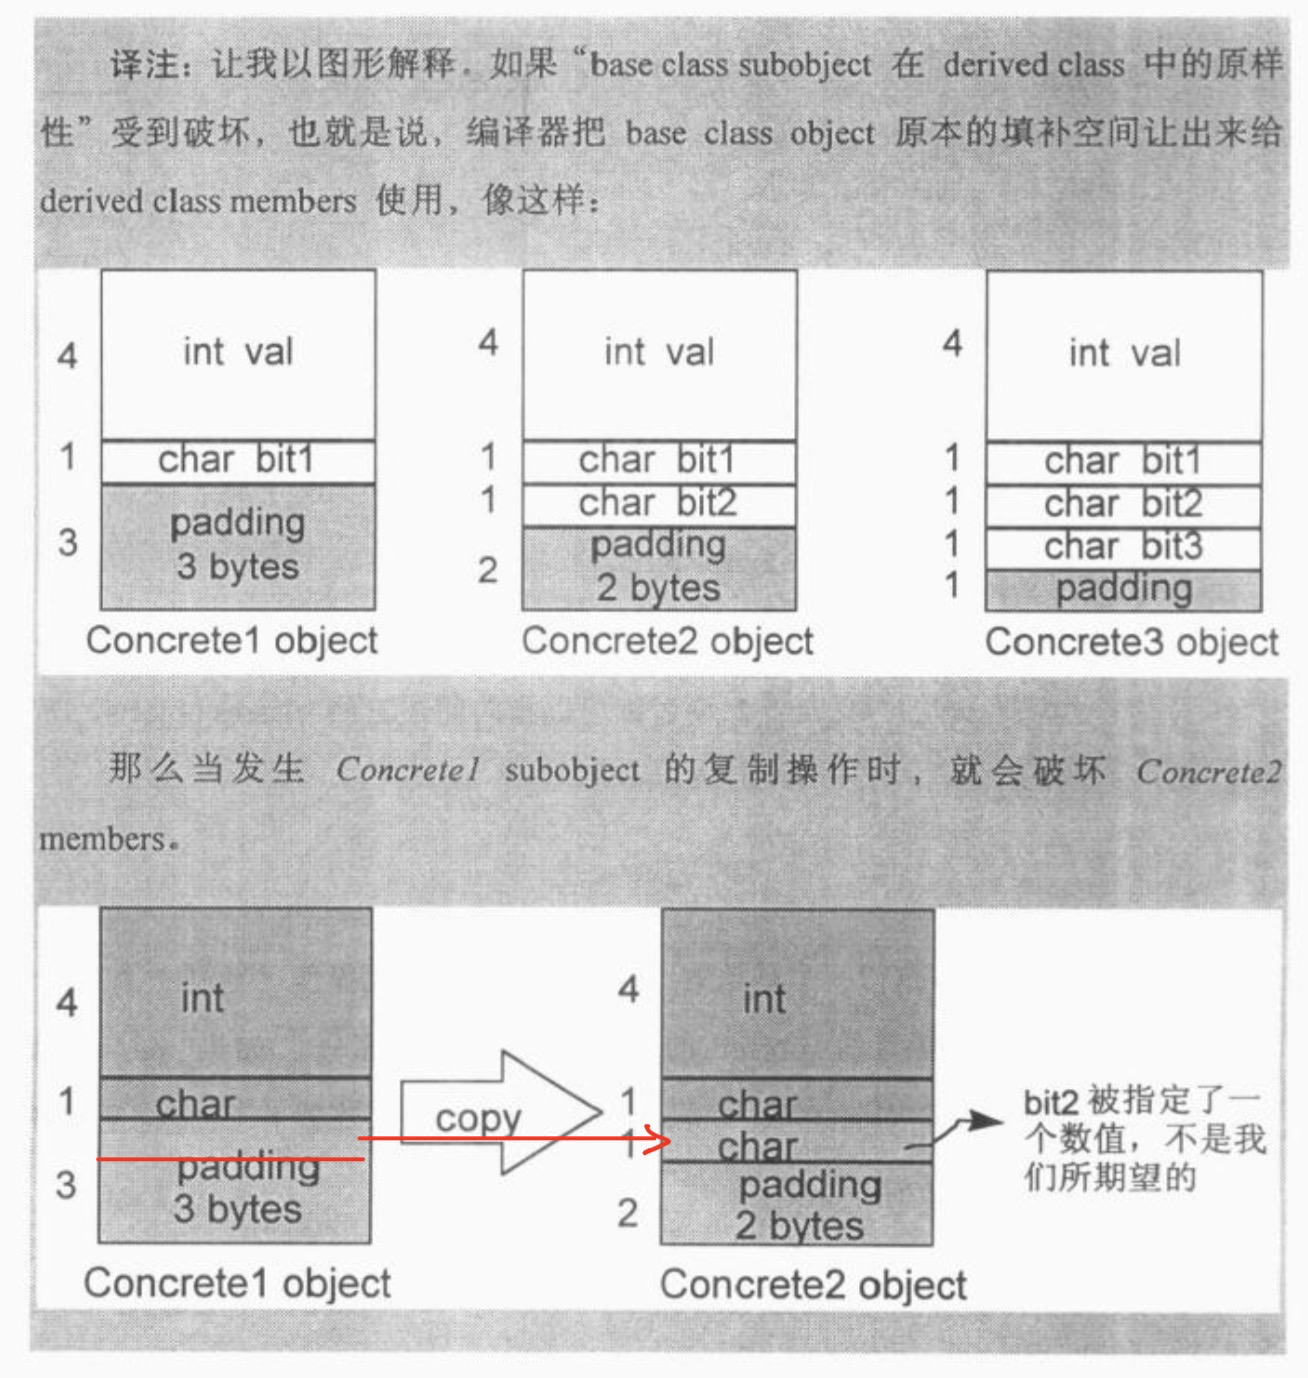 译注：让我以图形解释。如果“base class subobject 在 derived class 中的原样
性”受到破坏，也就是说，编译器把 base class object 原本的填补空间让出来给
derived class members 使用，像这样：
4 int val 4 int val 4 int val
1 char bit1 1 char bit1 1 char bit1
1 char bit2 1 char bit2
3 padding 3 bytes 2 padding 2 bytes 1 char bit3
1 padding
Concrete1 object Concrete2 object Concrete3 object
那么当发生 Concrete1 subobject 的复制操作时，就会破坏 Concrete2
members。
4 int 4 int
1 char copy 1 char
1 char
3 padding 3 bytes 2 padding 2 bytes
bit2 被指定了一
个数值，不是我
们所期望的
Concrete1 object Concrete2 object